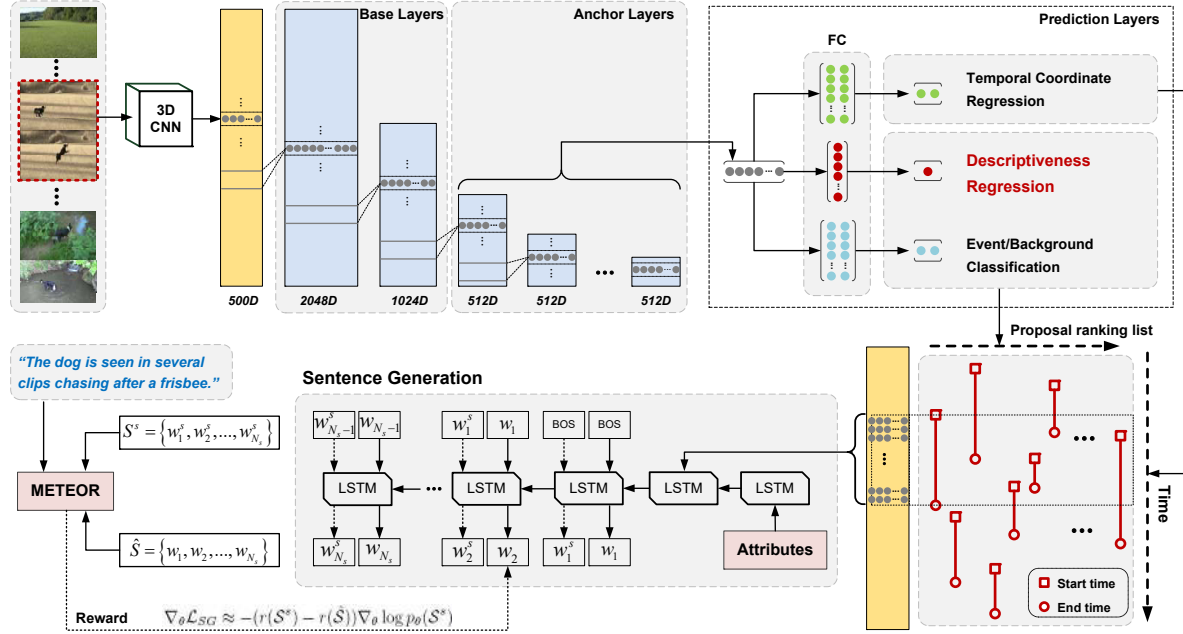 Base Layers
Anchor Layers
Prediction Layers
FC
3D
CNN
Temporal Coordinate
Regression
Descriptiveness
Regression
Event/Background
Classification
500D
2048D
1024D
512D
512D
512D
Proposal ranking list
“The dog is seen in several
clips chasing after a frisbee.”
Sentence Generation
S^s = {w_1^s, w_2^s, ..., w_{N_s}^s}
METEOR
Ŝ = {w_1, w_2, ..., w_{N_s}}
w_{N_s-1}^s w_{N_s-1} ... w_1^s w_1 BOS BOS
LSTM ... LSTM LSTM LSTM LSTM
w_{N_s}^s w_{N_s} w_2^s w_2 w_1^s w_1
Attributes
Time
Start time
End time
Reward ∇_θ L_{SG} ≈ −(r(S^s) − r(Ŝ))∇_θ log p_θ(S^s)